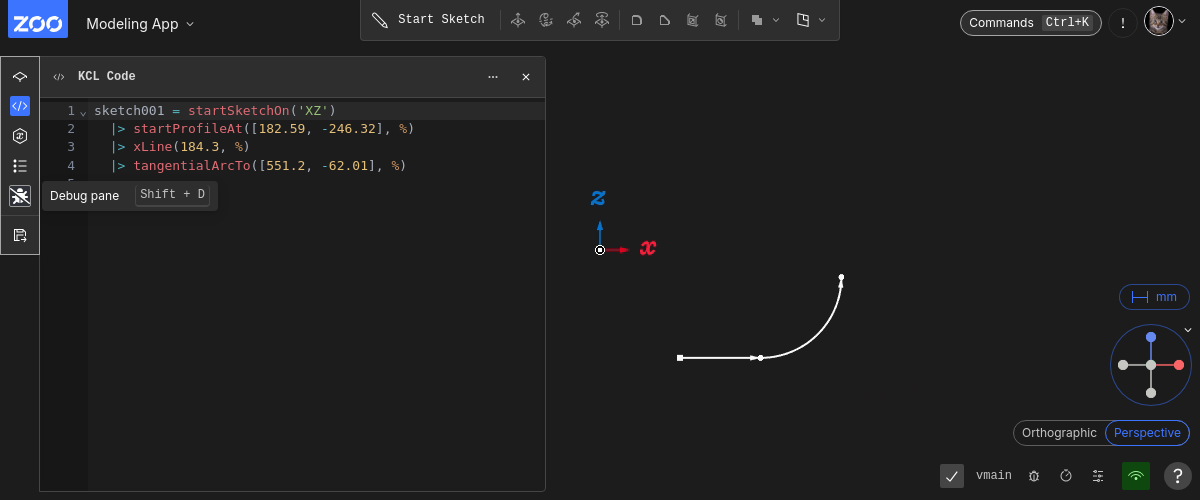 ZOO
Modeling App
Start Sketch
Commands Ctrl+K
!
KCL Code
1 sketch001 = startSketchOn('XZ')
2 |> startProfileAt([182.59, -246.32], %)
3 |> xLine(184.3, %)
4 |> tangentialArcTo([551.2, -62.01], %)
Debug pane Shift + D
z
x
mm
Orthographic Perspective
vmain
?